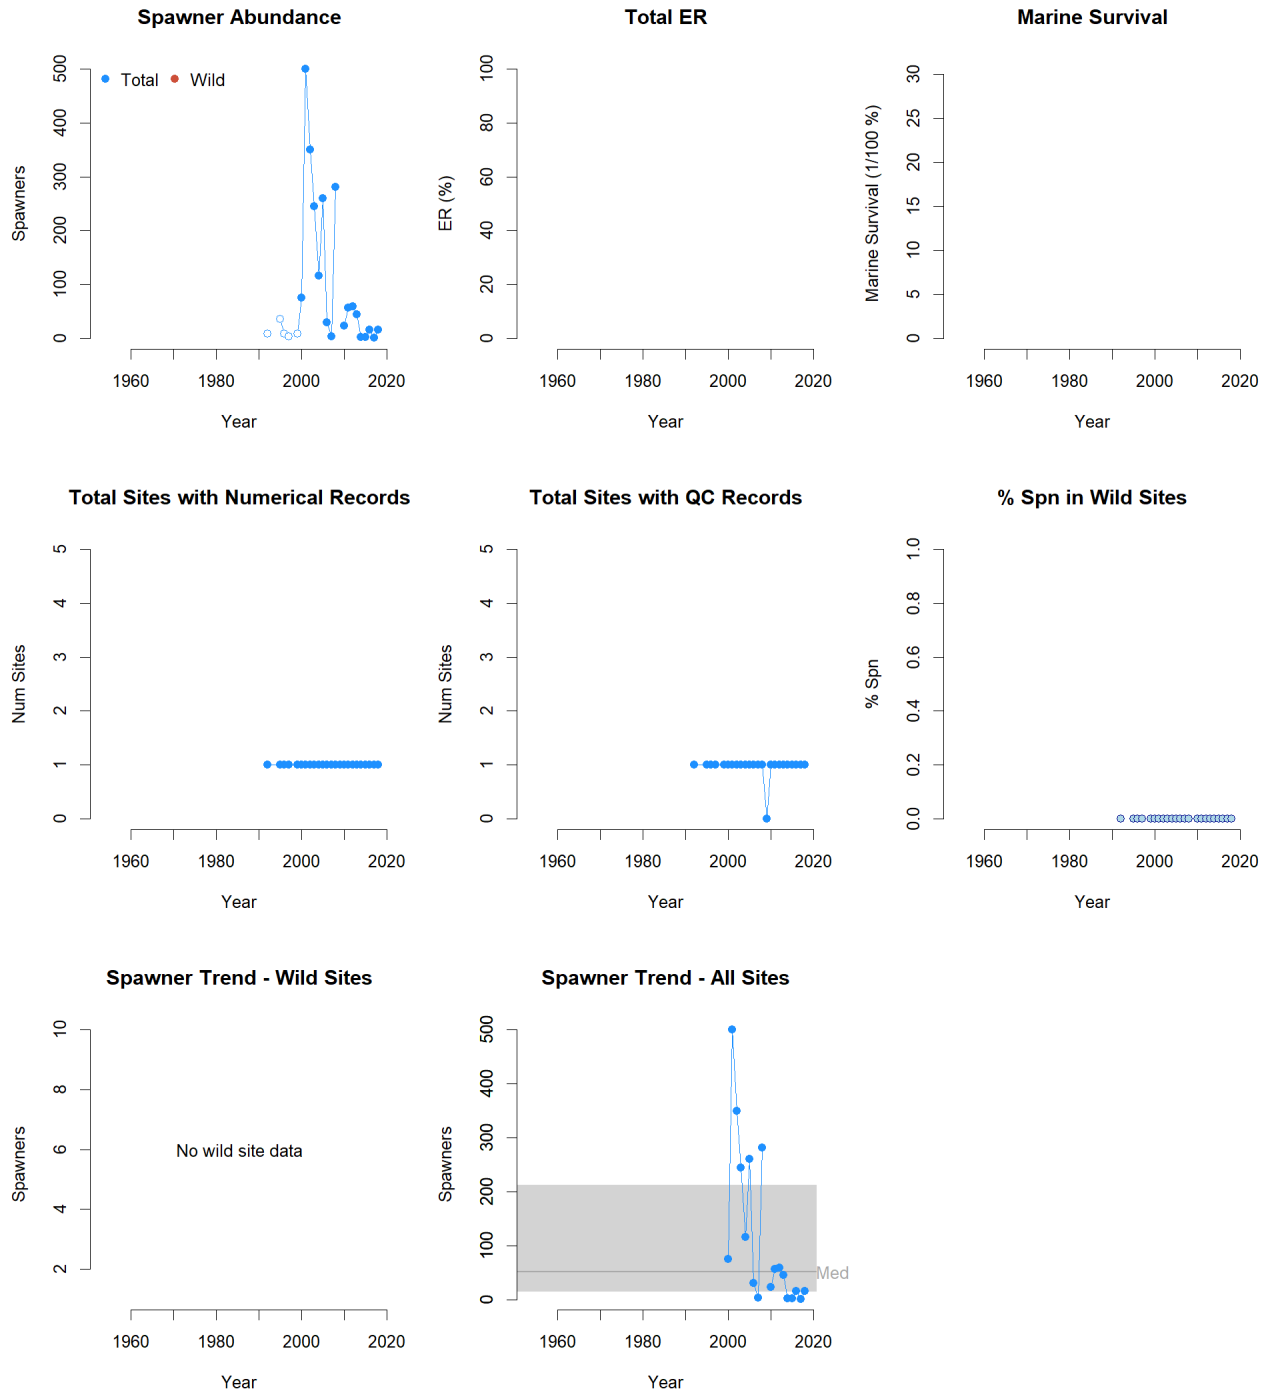 Spawner Abundance
Total ER
Marine Survival
Spawners
0 100 200 300 400 500
Total Wild
1960 1980 2000 2020
Year
ER (%)
0 20 40 60 80 100
1960 1980 2000 2020
Year
Marine Survival (1/100 %)
0 5 10 15 20 25 30
1960 1980 2000 2020
Year
Total Sites with Numerical Records
Total Sites with QC Records
% Spn in Wild Sites
Num Sites
0 1 2 3 4 5
1960 1980 2000 2020
Year
Num Sites
0 1 2 3 4 5
1960 1980 2000 2020
Year
% Spn
0.0 0.2 0.4 0.6 0.8 1.0
1960 1980 2000 2020
Year
Spawner Trend - Wild Sites
Spawner Trend - All Sites
Spawners
2 4 6 8 10
No wild site data
1960 1980 2000 2020
Year
Spawners
0 100 200 300 400 500
Med
1960 1980 2000 2020
Year